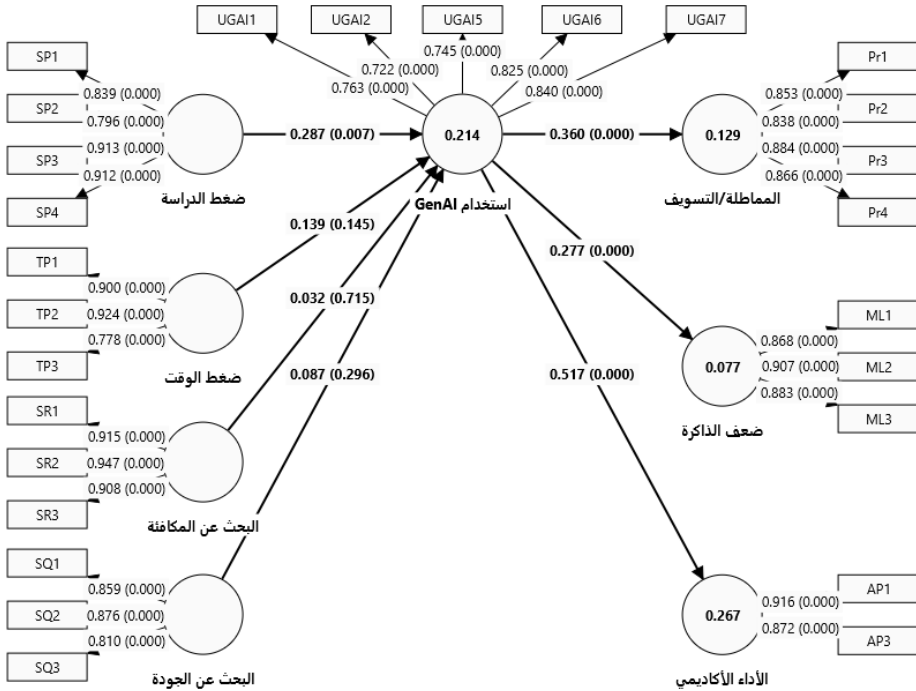 UGAI1
UGAI2
UGAI5
UGAI6
UGAI7
0.763 (0.000)
0.722 (0.000)
0.745 (0.000)
0.825 (0.000)
0.840 (0.000)
SP1
SP2
SP3
SP4
0.839 (0.000)
0.796 (0.000)
0.913 (0.000)
0.912 (0.000)
ضغط الدراسة
0.287 (0.007)
0.214
استخدام GenAI
0.360 (0.000)
0.129
المماطلة/التسويف
0.853 (0.000)
0.838 (0.000)
0.884 (0.000)
0.866 (0.000)
Pr1
Pr2
Pr3
Pr4
TP1
TP2
TP3
0.900 (0.000)
0.924 (0.000)
0.778 (0.000)
ضغط الوقت
0.139 (0.145)
0.277 (0.000)
0.077
ضعف الذاكرة
0.868 (0.000)
0.907 (0.000)
0.883 (0.000)
ML1
ML2
ML3
SR1
SR2
SR3
0.915 (0.000)
0.947 (0.000)
0.908 (0.000)
البحث عن المكافئة
0.032 (0.715)
0.087 (0.296)
0.517 (0.000)
SQ1
SQ2
SQ3
0.859 (0.000)
0.876 (0.000)
0.810 (0.000)
البحث عن الجودة
0.267
الأداء الأكاديمي
0.916 (0.000)
0.872 (0.000)
AP1
AP3